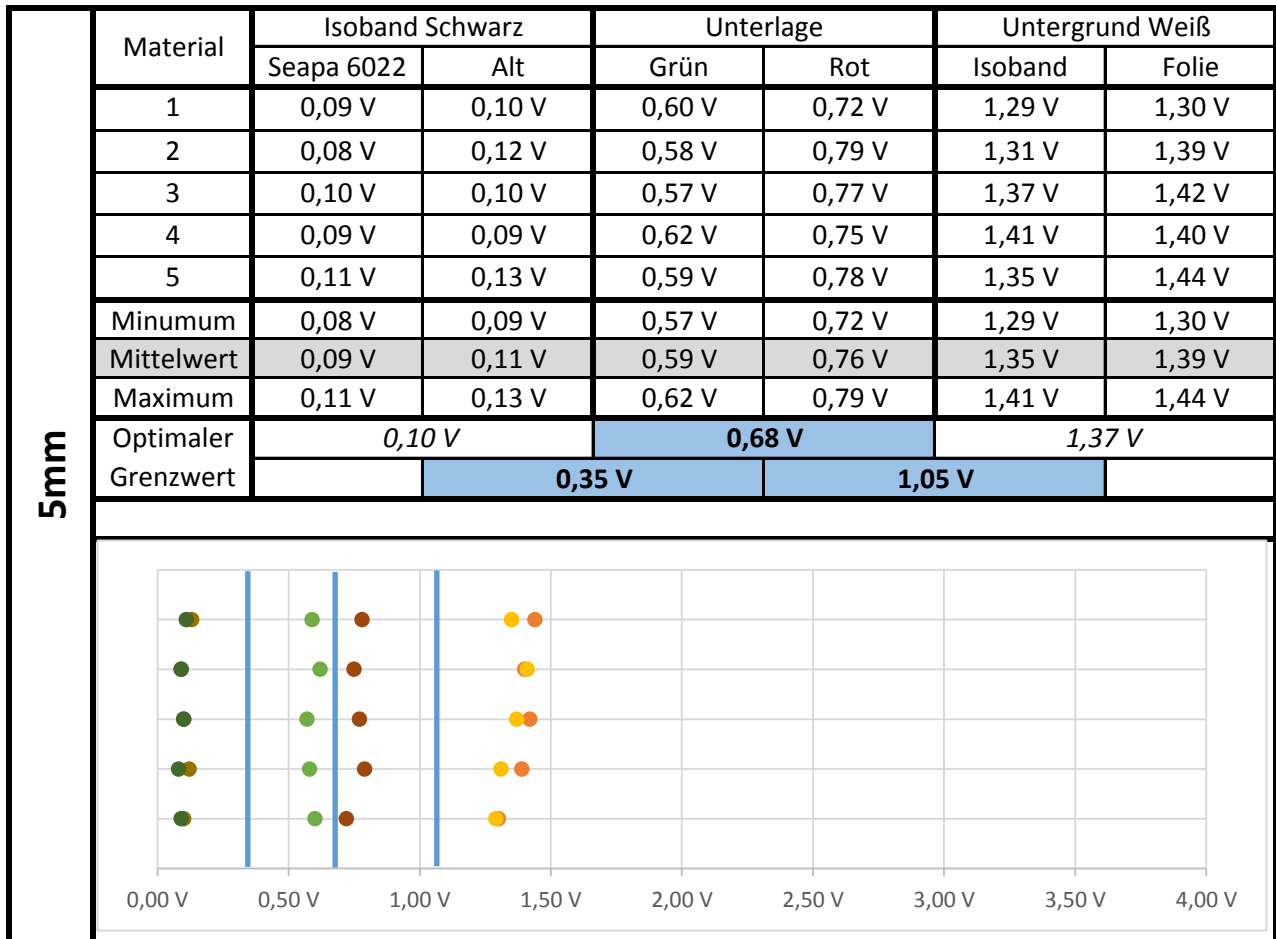 Material Isoband Schwarz Unterlage Untergrund Weiß
Seapa 6022 Alt Grün Rot Isoband Folie
1 0,09 V 0,10 V 0,60 V 0,72 V 1,29 V 1,30 V
2 0,08 V 0,12 V 0,58 V 0,79 V 1,31 V 1,39 V
3 0,10 V 0,10 V 0,57 V 0,77 V 1,37 V 1,42 V
4 0,09 V 0,09 V 0,62 V 0,75 V 1,41 V 1,40 V
5 0,11 V 0,13 V 0,59 V 0,78 V 1,35 V 1,44 V
Minumum 0,08 V 0,09 V 0,57 V 0,72 V 1,29 V 1,30 V
Mittelwert 0,09 V 0,11 V 0,59 V 0,76 V 1,35 V 1,39 V
Maximum 0,11 V 0,13 V 0,62 V 0,79 V 1,41 V 1,44 V
Optimaler 0,10 V 0,68 V 1,37 V
Grenzwert 0,35 V 1,05 V
5mm
0,00 V 0,50 V 1,00 V 1,50 V 2,00 V 2,50 V 3,00 V 3,50 V 4,00 V